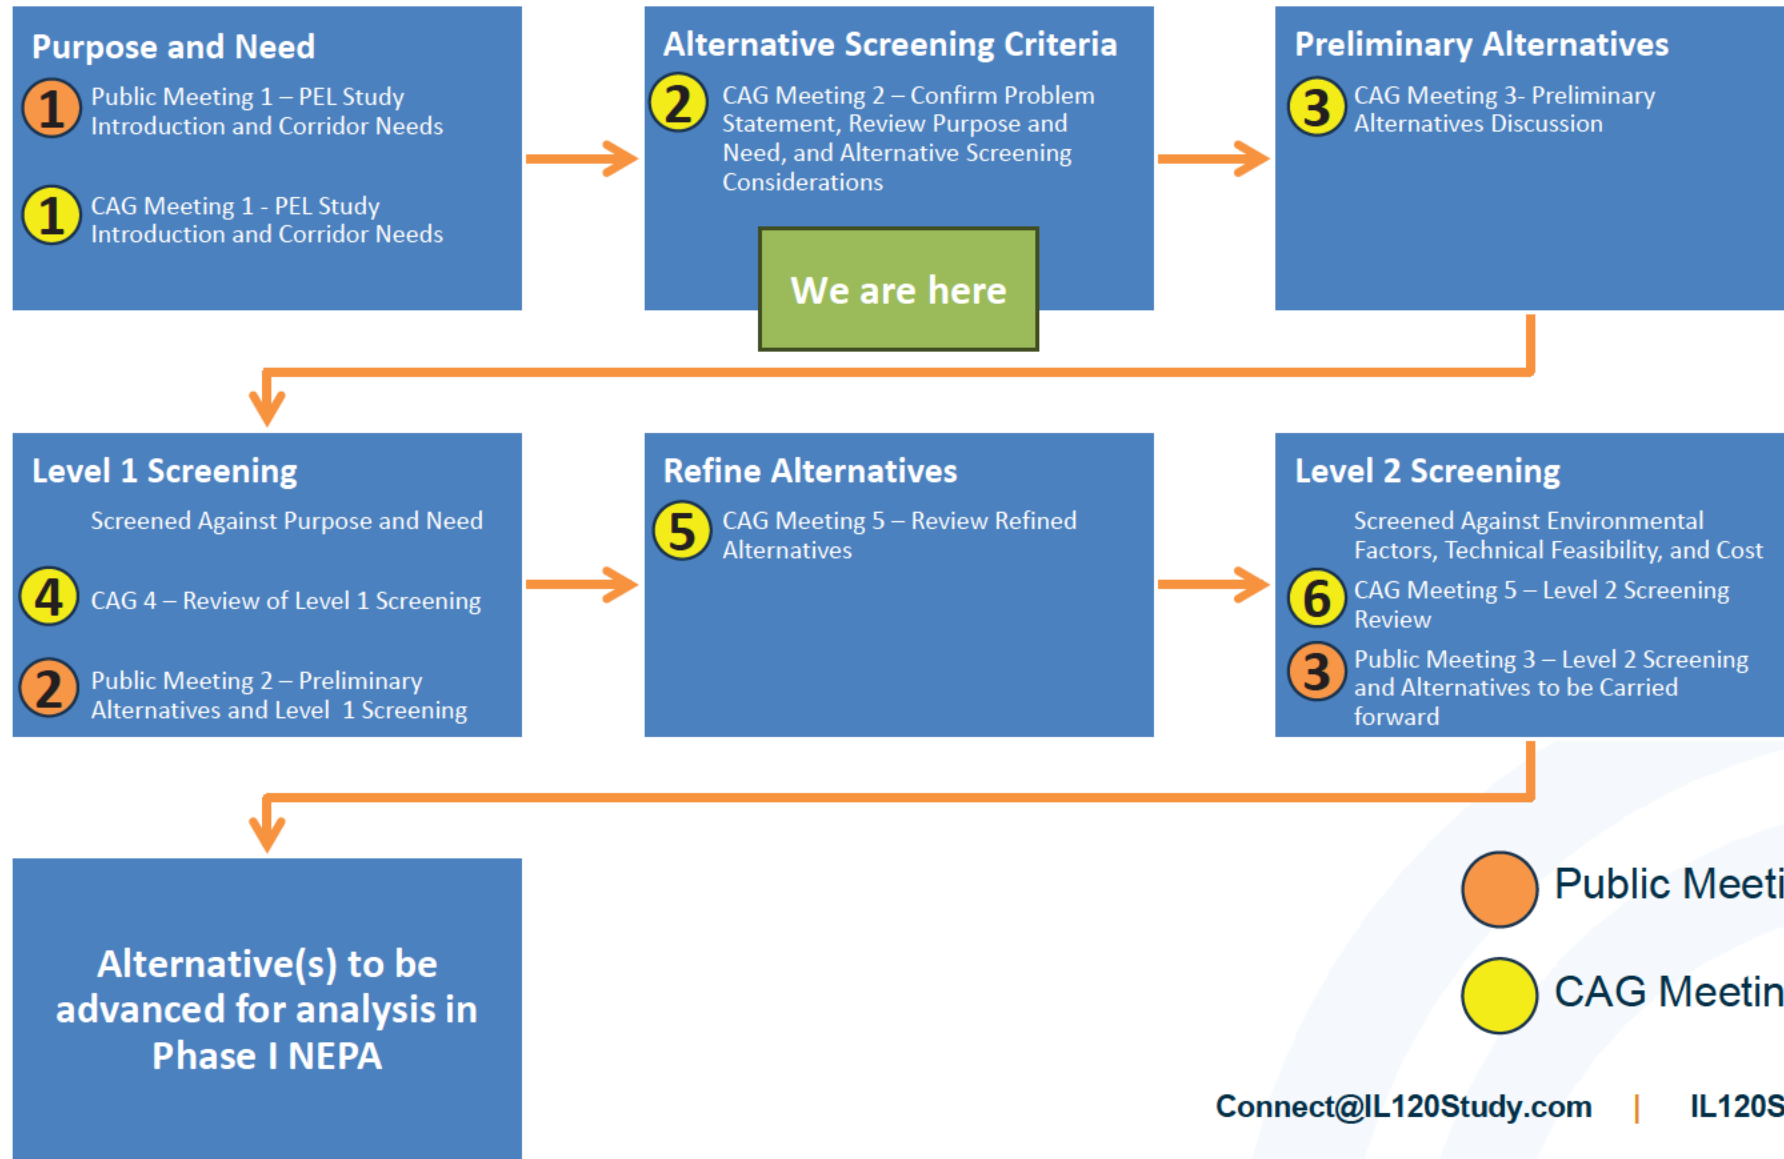 Purpose and Need
1
Public Meeting 1 – PEL Study
Introduction and Corridor Needs
1
CAG Meeting 1 - PEL Study
Introduction and Corridor Needs
Alternative Screening Criteria
2
CAG Meeting 2 – Confirm Problem
Statement, Review Purpose and
Need, and Alternative Screening
Considerations
We are here
Preliminary Alternatives
3
CAG Meeting 3- Preliminary
Alternatives Discussion
Level 1 Screening
Screened Against Purpose and Need
4
CAG 4 – Review of Level 1 Screening
2
Public Meeting 2 – Preliminary
Alternatives and Level 1 Screening
Refine Alternatives
5
CAG Meeting 5 – Review Refined
Alternatives
Level 2 Screening
Screened Against Environmental
Factors, Technical Feasibility, and Cost
6
CAG Meeting 5 – Level 2 Screening
Review
3
Public Meeting 3 – Level 2 Screening
and Alternatives to be Carried
forward
Alternative(s) to be
advanced for analysis in
Phase I NEPA
Public Meeti
CAG Meetin
Connect@IL120Study.com | IL120S